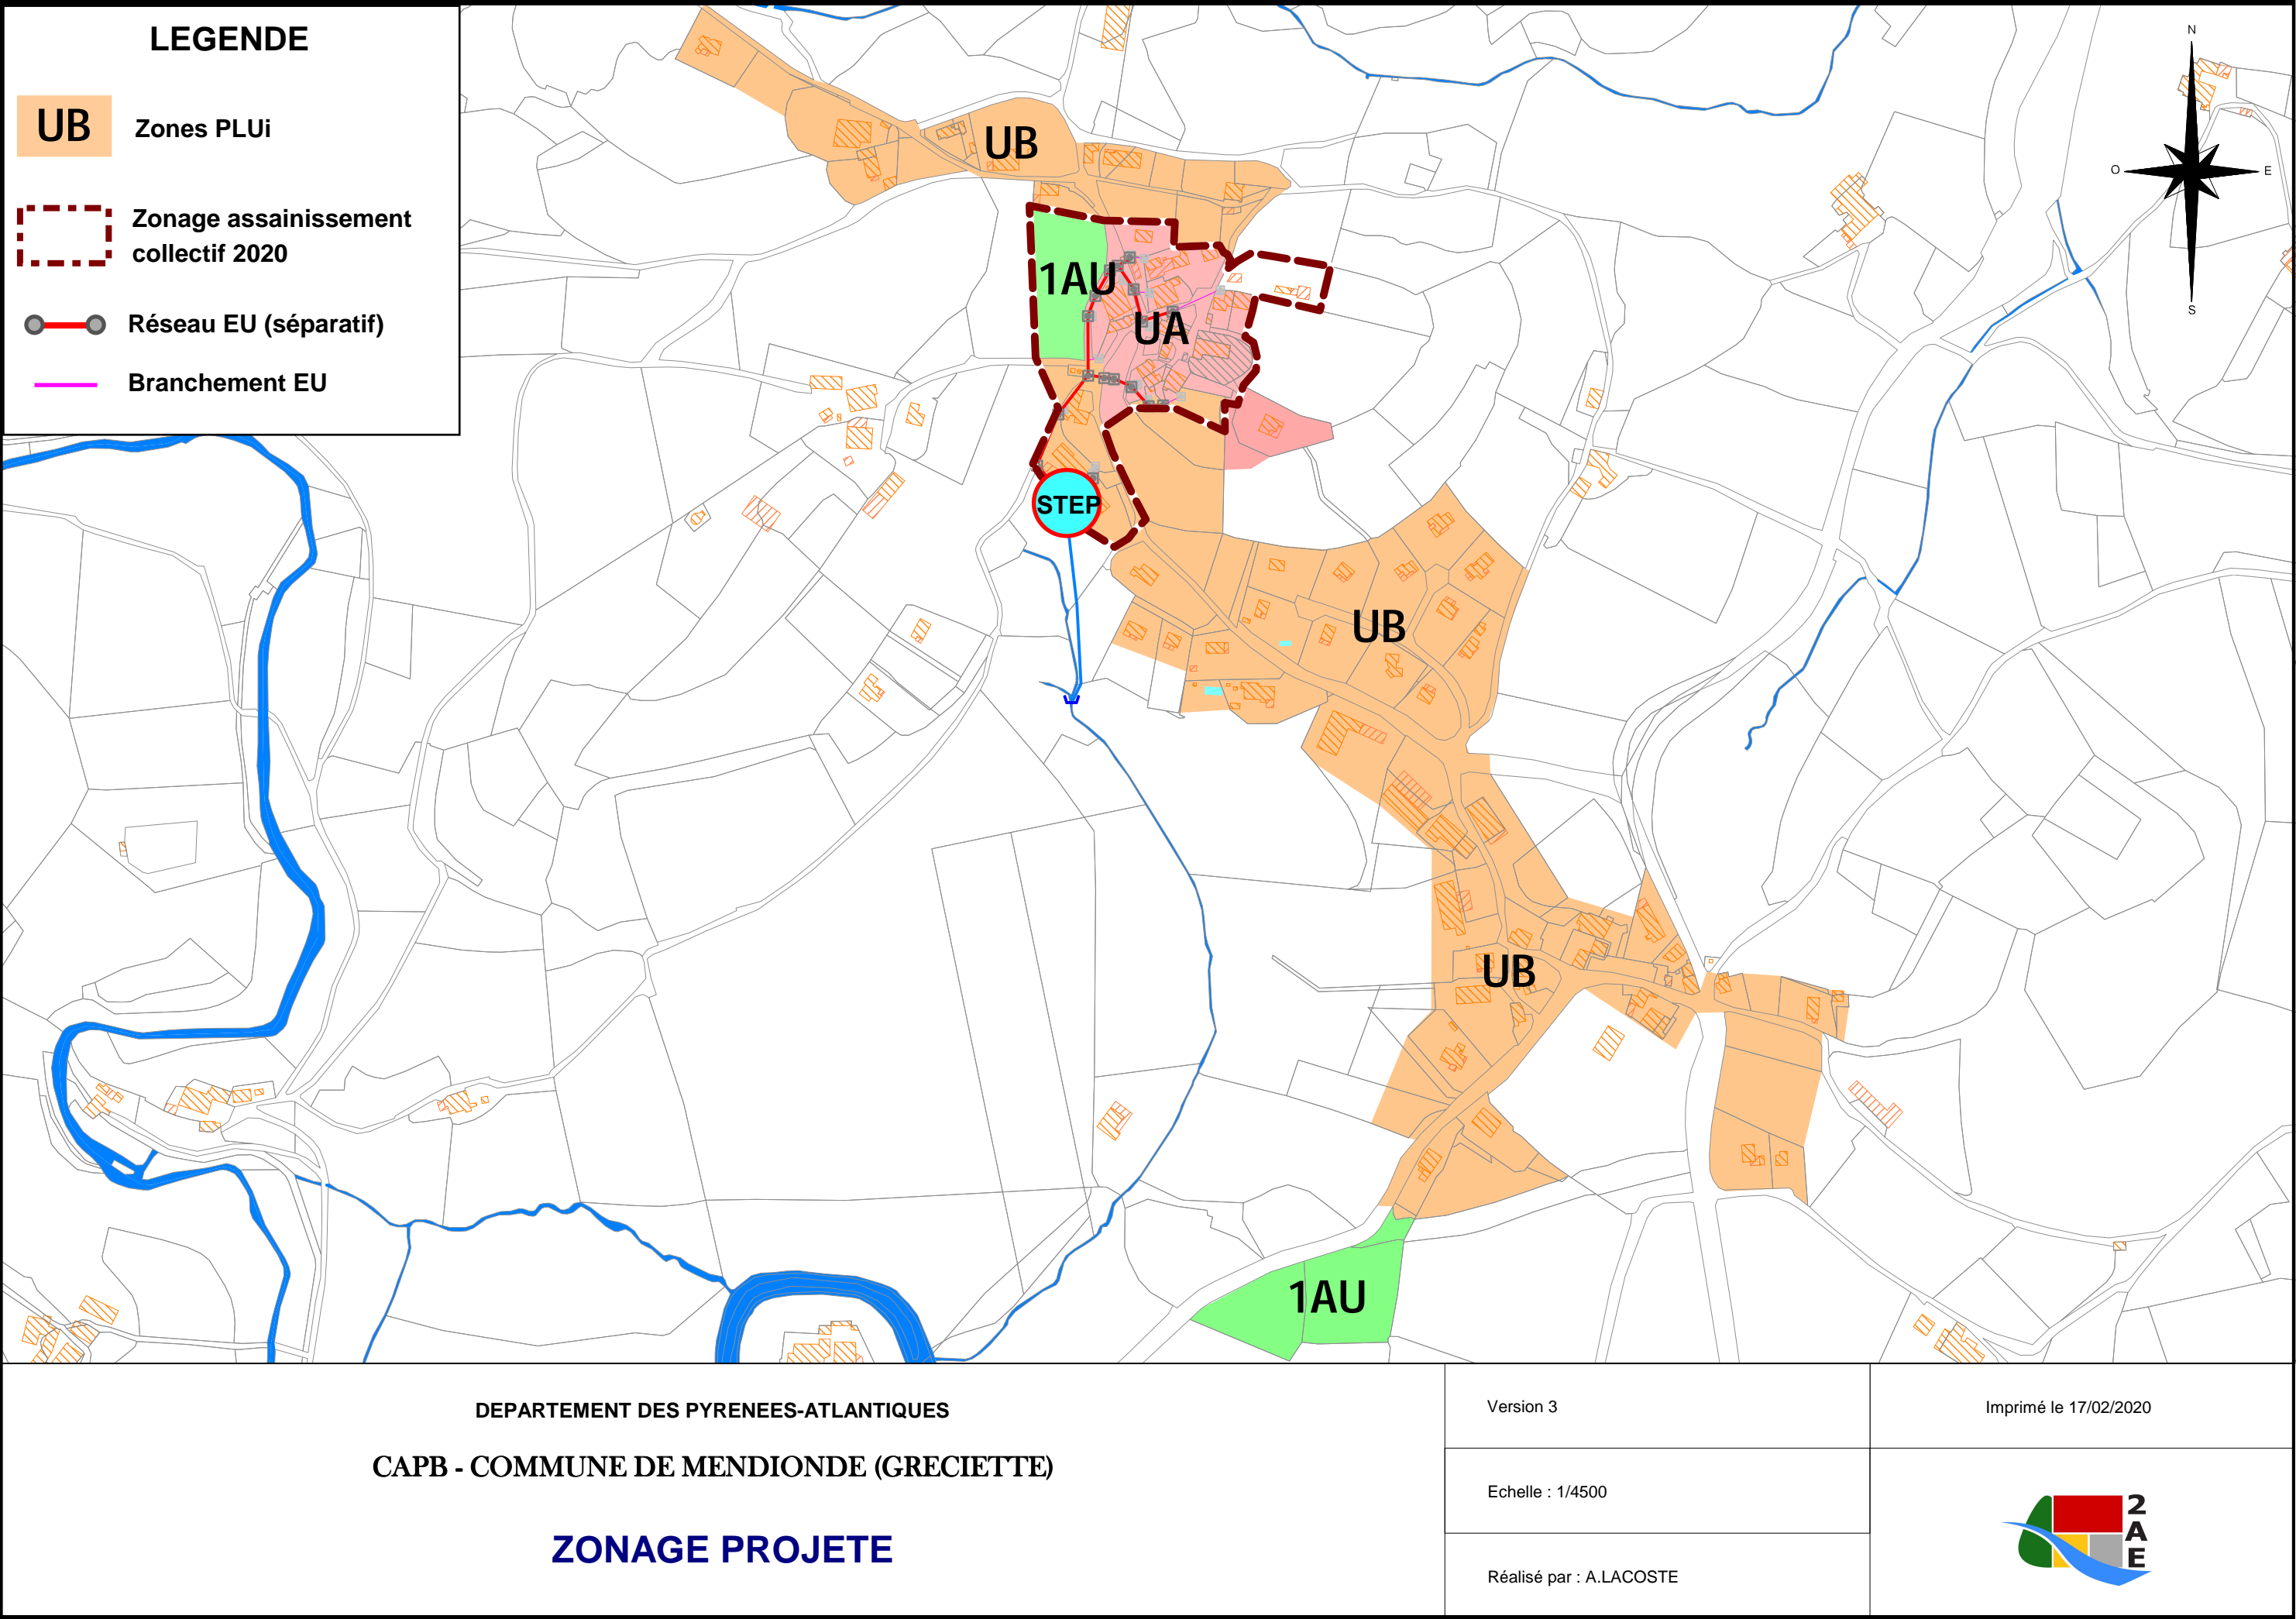 LEGENDE
UB
Zones PLUi
Zonage assainissement
collectif 2020
Réseau EU (séparatif)
Branchement EU
N
O
E
S
UB
1AU
UA
STEP
UB
UB
1AU
DEPARTEMENT DES PYRENEES-ATLANTIQUES
CAPB - COMMUNE DE MENDIONDE (GRECIETTE)
ZONAGE PROJETE
Version 3
Imprimé le 17/02/2020
Echelle : 1/4500
Réalisé par : A.LACOSTE
2
A
E